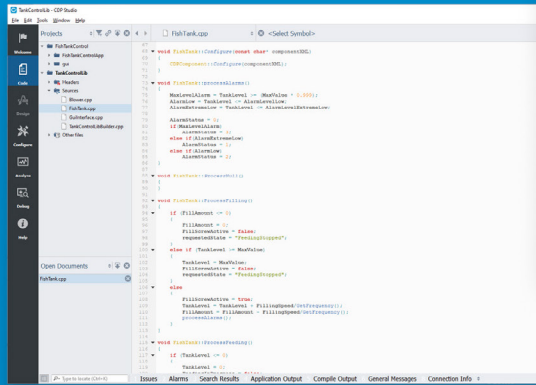 TankControlLib - CDP Studio
File Edit Tools Window Help
Projects
FishTank.cpp
<Select Symbol>
Welcome
Code
Design
Configure
Analyze
Debug
Help
FishTankControl
FishTankControlApp
gui
TankControlLib
Headers
Sources
Blower.cpp
FishTank.cpp
GuiInterface.cpp
TankControlLibBuilder.cpp
Other files
Open Documents
FishTank.cpp
void FishTank::Configure(const char* componentXML)
{
CDPComponent::Configure(componentXML);
}
void FishTank::processAlarms()
{
MaxLevelAlarm = TankLevel >= (MaxValue * 0.999);
AlarmLow = TankLevel <= AlarmLevelLow;
AlarmExtremeLow = TankLevel <= AlarmLevelExtremeLow;
AlarmStatus = 0;
if(MaxLevelAlarm)
else if(AlarmExtremeLow)
AlarmStatus = 1;
else if(AlarmLow)
AlarmStatus = 2;
}
void FishTank::ProcessNull()
{
}
void FishTank::ProcessFilling()
{
if (FillAmount <= 0)
{
FillAmount = 0;
FillScrewActive = false;
requestedState = "FeedingStopped";
}
else if (TankLevel >= MaxValue)
{
TankLevel = MaxValue;
FillScrewActive = false;
requestedState = "FeedingStopped";
}
else
{
FillScrewActive = true;
TankLevel = TankLevel + FillingSpeed/GetFrequency();
FillAmount = FillAmount - FillingSpeed/GetFrequency();
processAlarms();
}
}
void FishTank::ProcessFeeding()
{
if (TankLevel <= 0)
{
TankLevel = 0;
Type to locate (Ctrl+K)
Issues Alarms Search Results Application Output Compile Output General Messages Connection Info